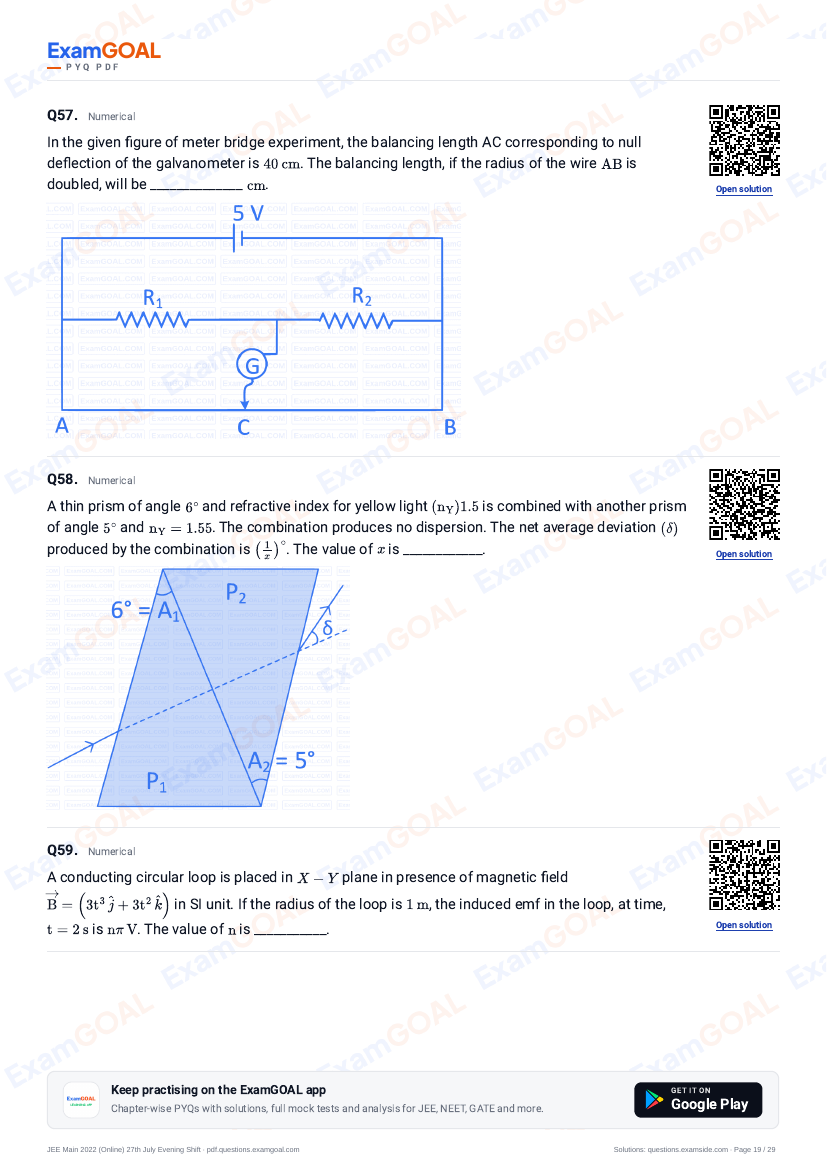 ExamGOAL
PYQ PDF
Q57. Numerical
In the given figure of meter bridge experiment, the balancing length AC corresponding to null
deflection of the galvanometer is 40 cm. The balancing length, if the radius of the wire AB is
doubled, will be ______________ cm.
Open solution
5 V
R₁
R₂
G
A
C
B
Q58. Numerical
A thin prism of angle 6° and refractive index for yellow light (n_Y)1.5 is combined with another prism
of angle 5° and n_Y = 1.55. The combination produces no dispersion. The net average deviation (δ)
produced by the combination is (1/x)°. The value of x is ____________.
Open solution
6° = A₁
P₂
δ
A₂ = 5°
P₁
Q59. Numerical
A conducting circular loop is placed in X − Y plane in presence of magnetic field
B⃗ = (3t³ ĵ + 3t² k̂) in SI unit. If the radius of the loop is 1 m, the induced emf in the loop, at time,
t = 2 s is nπ V. The value of n is ___________.
Open solution
ExamGOAL
Keep practising on the ExamGOAL app
Chapter-wise PYQs with solutions, full mock tests and analysis for JEE, NEET, GATE and more.
GET IT ON
Google Play
JEE Main 2022 (Online) 27th July Evening Shift · pdf.questions.examgoal.com
Solutions: questions.examside.com · Page 19 / 29